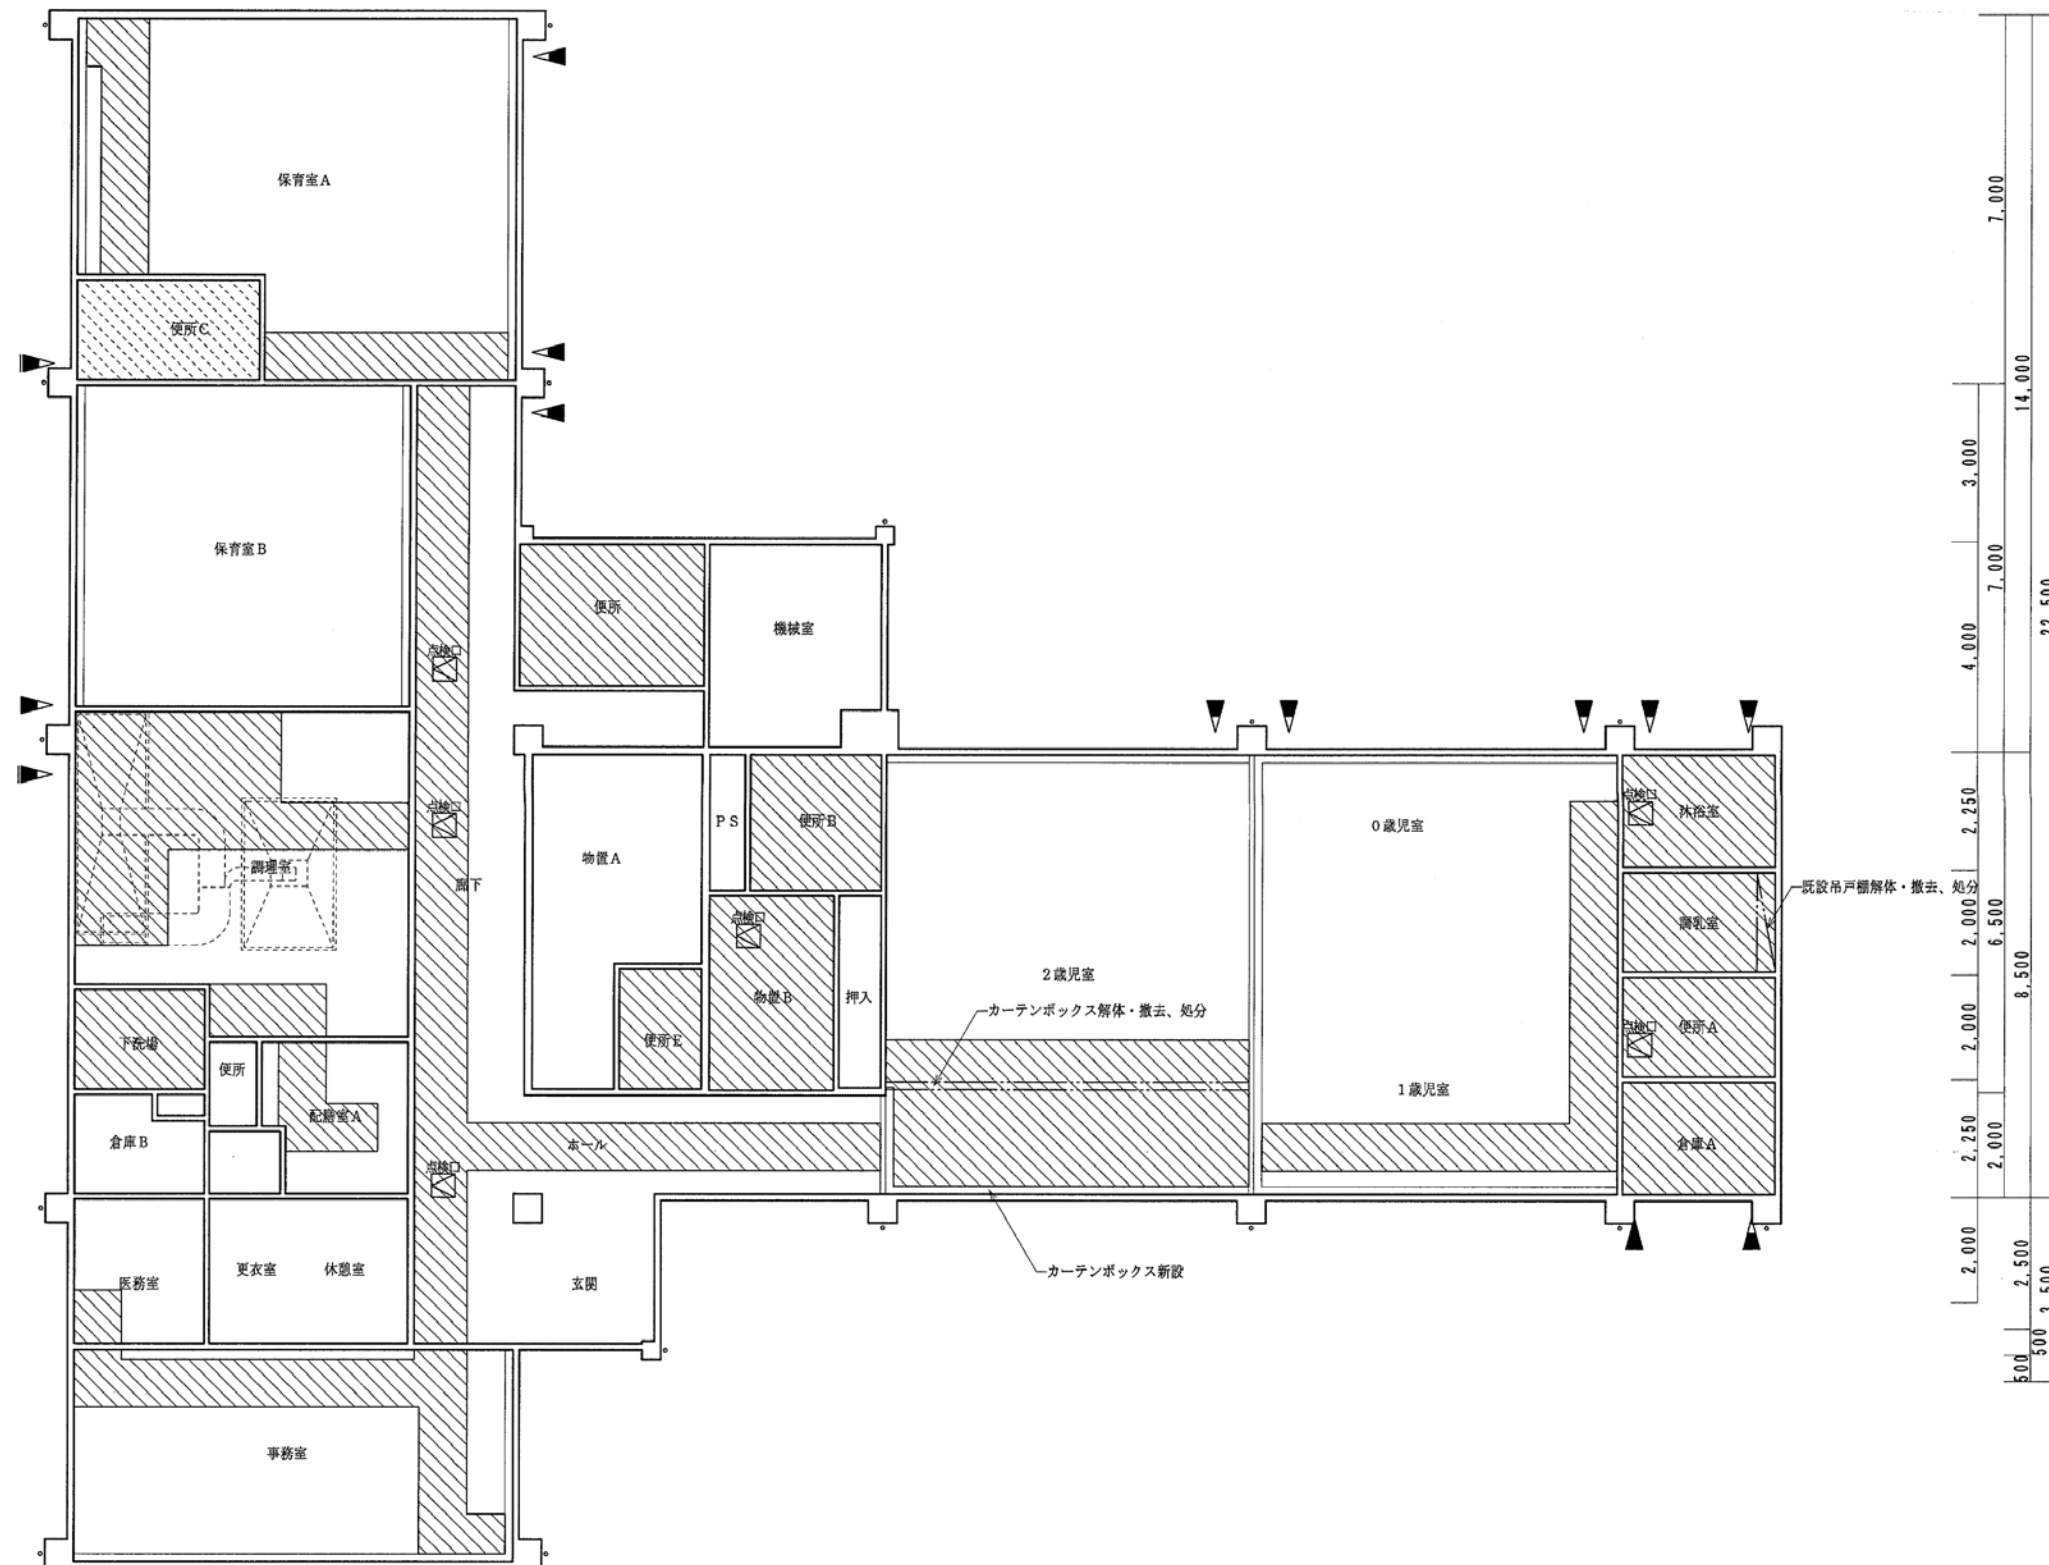 保育室A
便所C
保育室B
便所
機械室
点検口
点検口
調理室
廊下
物置A
PS
便所B
点検口
物置B
押入
便所E
2歳児室
カーテンボックス解体・撤去、処分
0歳児室
1歳児室
点検口
沐浴室
調乳室
既設吊戸棚解体・撤去、処分
点検口
便所A
倉庫A
下洗場
便所
配膳室A
倉庫B
ホール
点検口
医務室
更衣室
休憩室
玄関
カーテンボックス新設
事務室
7,000
14,000
3,000
7,000
4,000
22,500
2,250
2,000
6,500
8,500
2,000
2,250
2,000
2,000
2,500
3,500
500
500